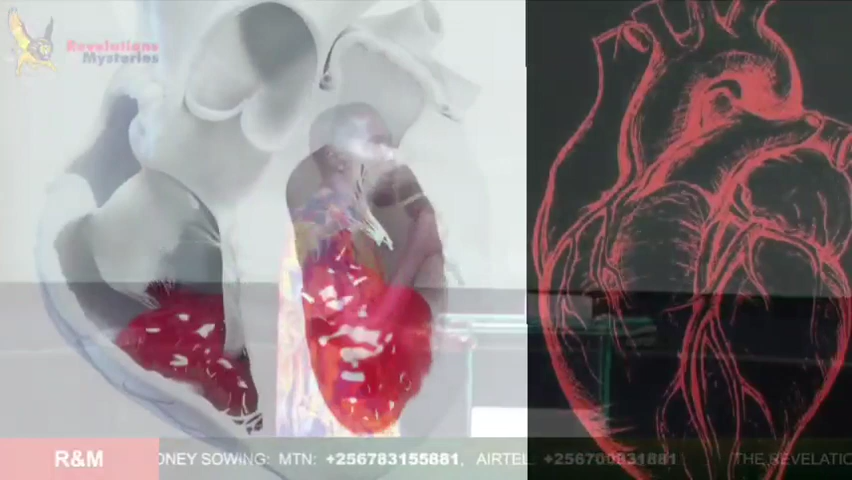 Revelations
Mysteries
R&M
ONEY SOWING: MTN: +256783155881, AIRTEL: +256700831881 THE REVELATIO